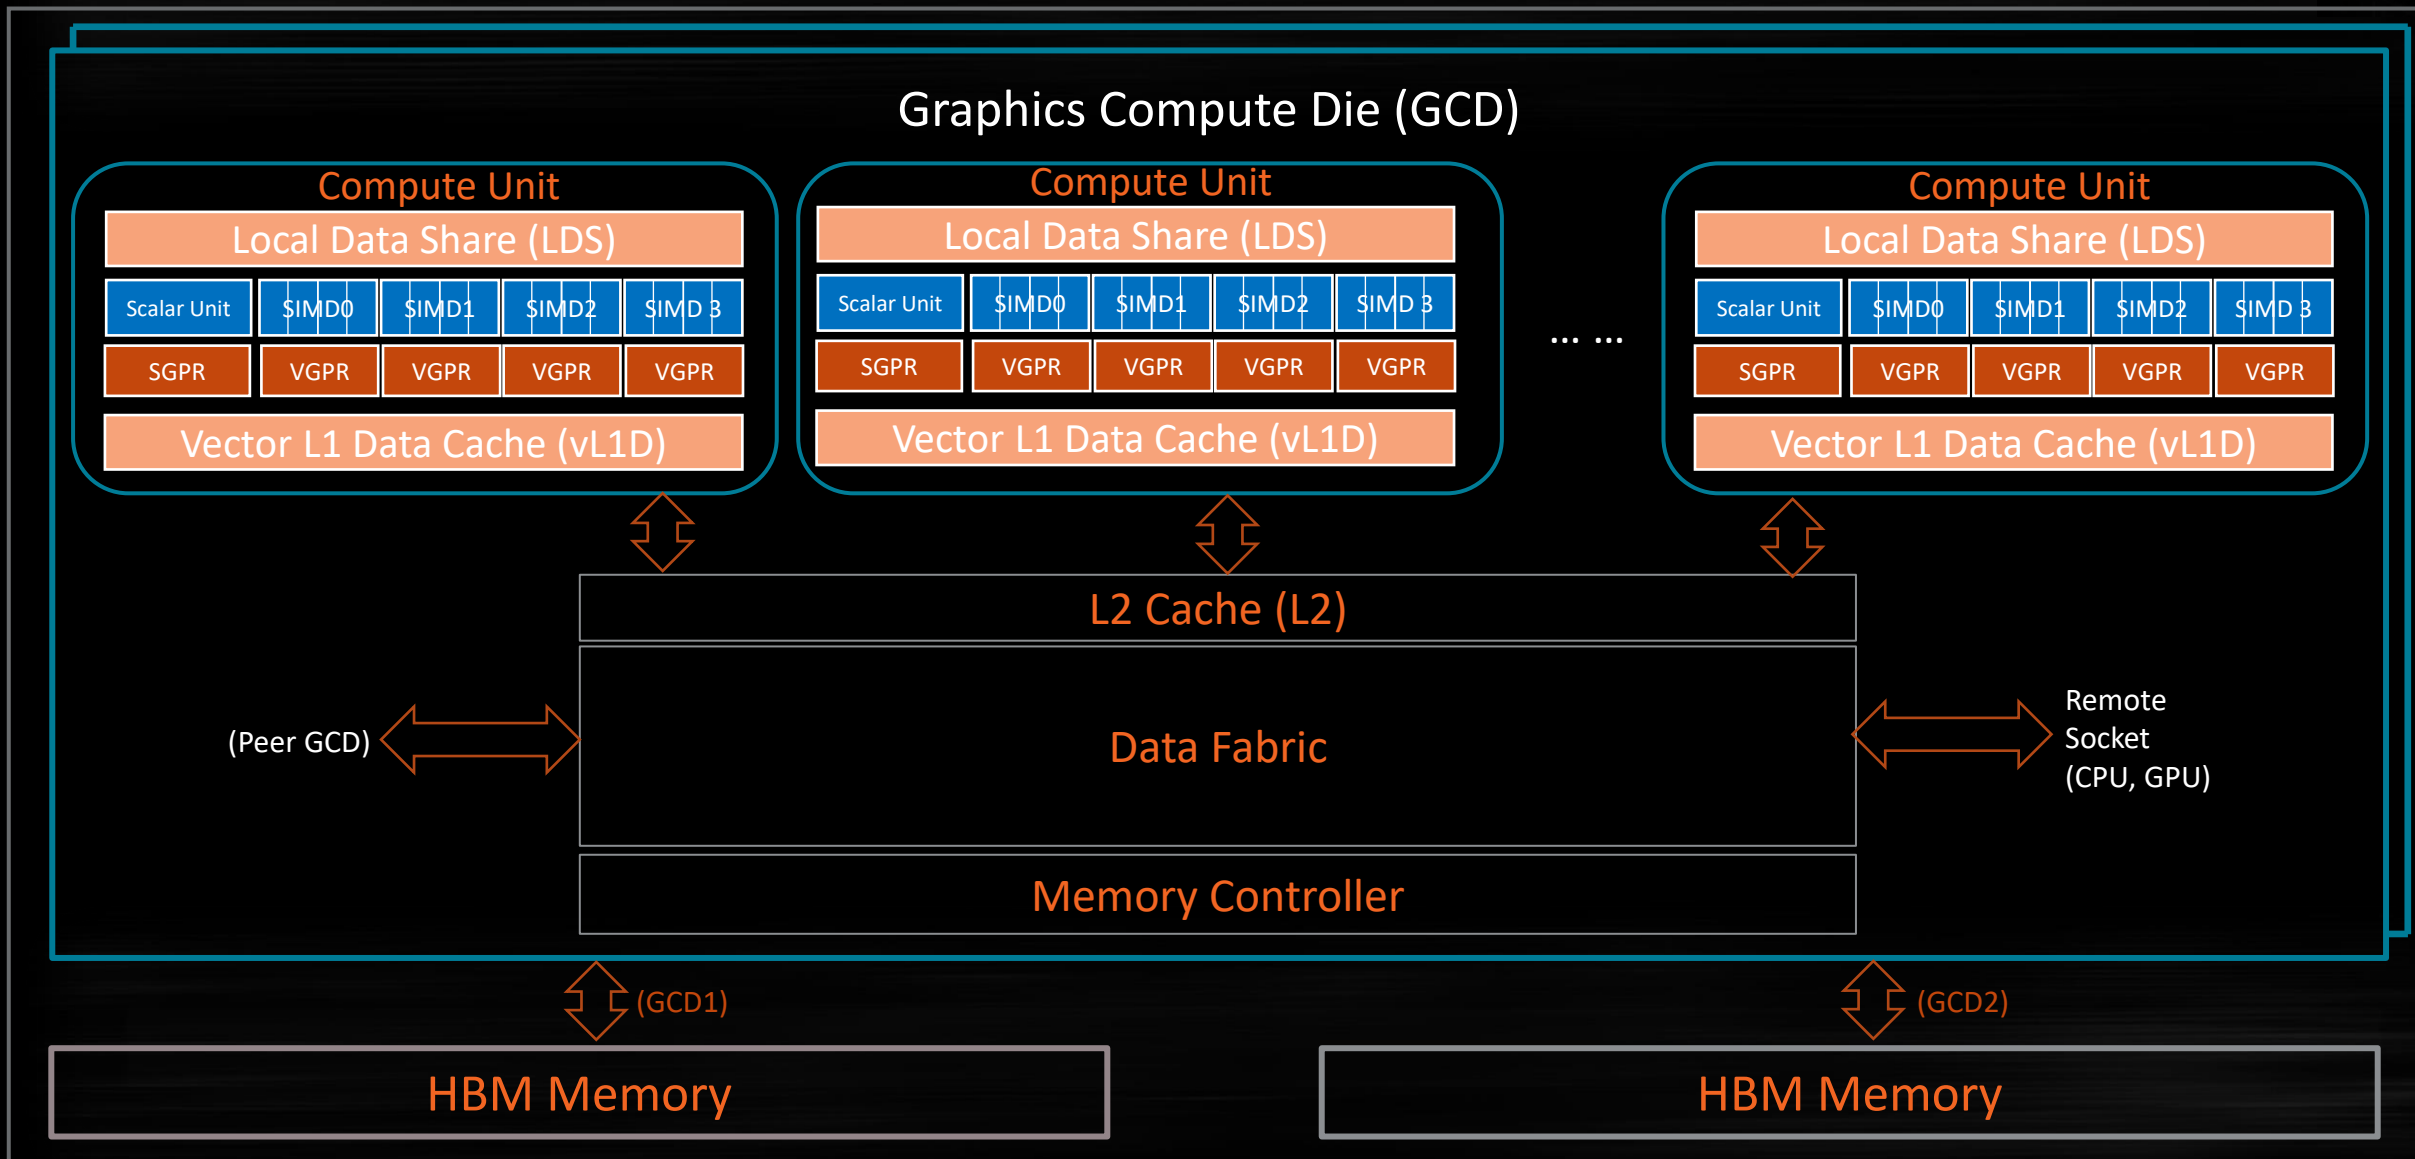 Graphics Compute Die (GCD)
Compute Unit
Local Data Share (LDS)
Scalar Unit SIMD0 SIMD1 SIMD2 SIMD 3
SGPR VGPR VGPR VGPR VGPR
Vector L1 Data Cache (vL1D)
Compute Unit
Local Data Share (LDS)
Scalar Unit SIMD0 SIMD1 SIMD2 SIMD 3
SGPR VGPR VGPR VGPR VGPR
Vector L1 Data Cache (vL1D)
... ...
Compute Unit
Local Data Share (LDS)
Scalar Unit SIMD0 SIMD1 SIMD2 SIMD 3
SGPR VGPR VGPR VGPR VGPR
Vector L1 Data Cache (vL1D)
L2 Cache (L2)
(Peer GCD)
Data Fabric
Remote
Socket
(CPU, GPU)
Memory Controller
(GCD1)
(GCD2)
HBM Memory
HBM Memory